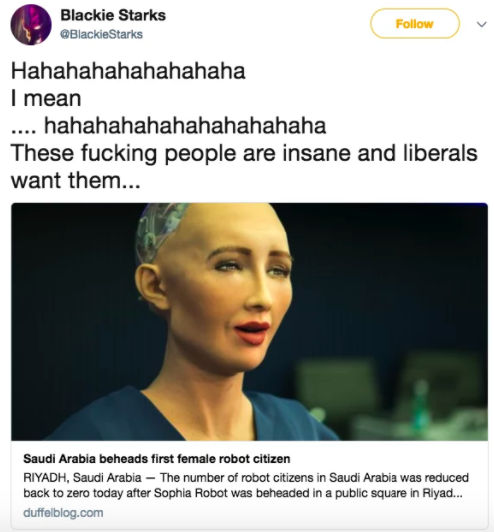 Blackie Starks
@BlackieStarks
Follow
Hahahahahahahahaha
I mean
.... hahahahahahahahahahaha
These fucking people are insane and liberals
want them...
Saudi Arabia beheads first female robot citizen
RIYADH, Saudi Arabia — The number of robot citizens in Saudi Arabia was reduced
back to zero today after Sophia Robot was beheaded in a public square in Riyad...
duffelblog.com